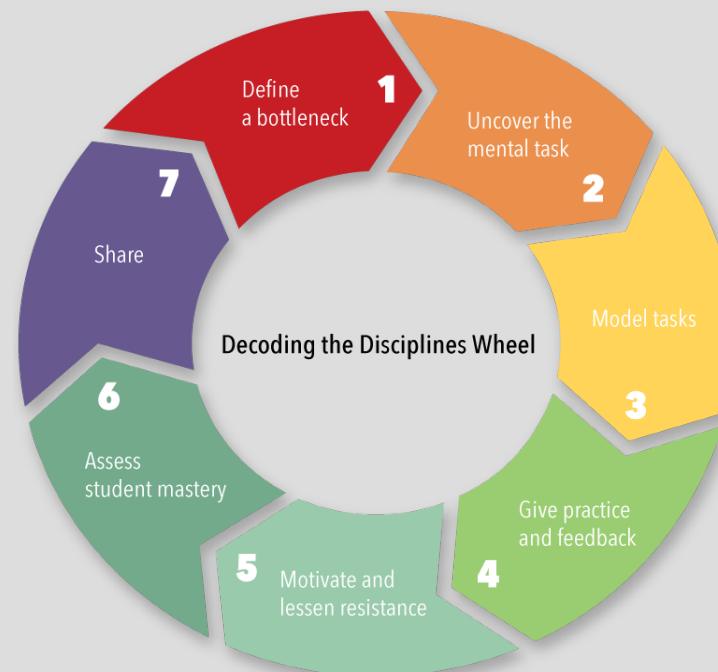 Define
a bottleneck
1
Uncover the
mental task
2
Model tasks
3
Give practice
and feedback
4
5
Motivate and
lessen resistance
6
Assess
student mastery
7
Share
Decoding the Disciplines Wheel